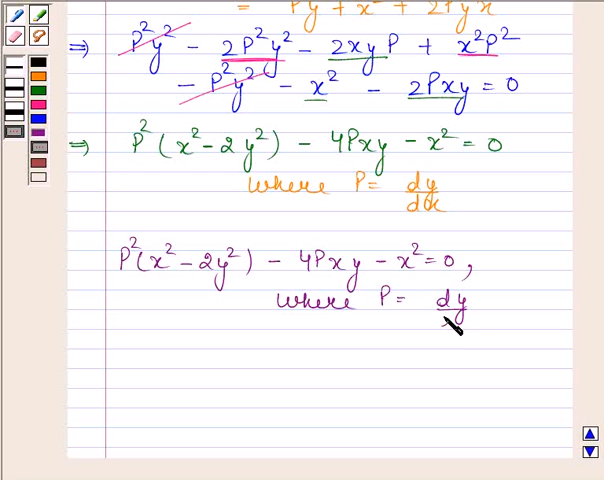 = Py + x² + 2Pyx
⇒ P²y² - 2P²y² - 2xyP + x²P²
- P²y² - x² - 2Pxy = 0
⇒ P²(x² - 2y²) - 4Pxy - x² = 0
where P = dy/dx
P²(x² - 2y²) - 4Pxy - x² = 0,
where P = dy